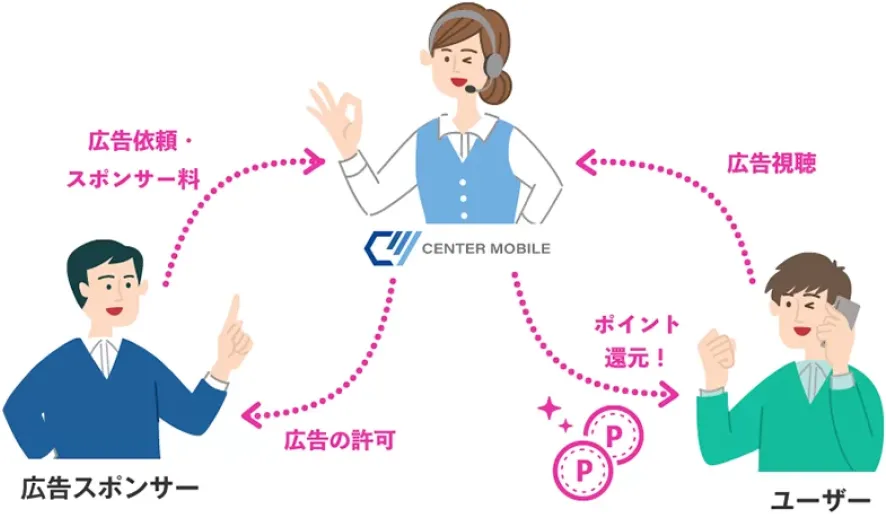 広告依頼・
スポンサー料
広告視聴
CENTER MOBILE
ポイント
還元！
広告の許可
P
P
広告スポンサー
ユーザー